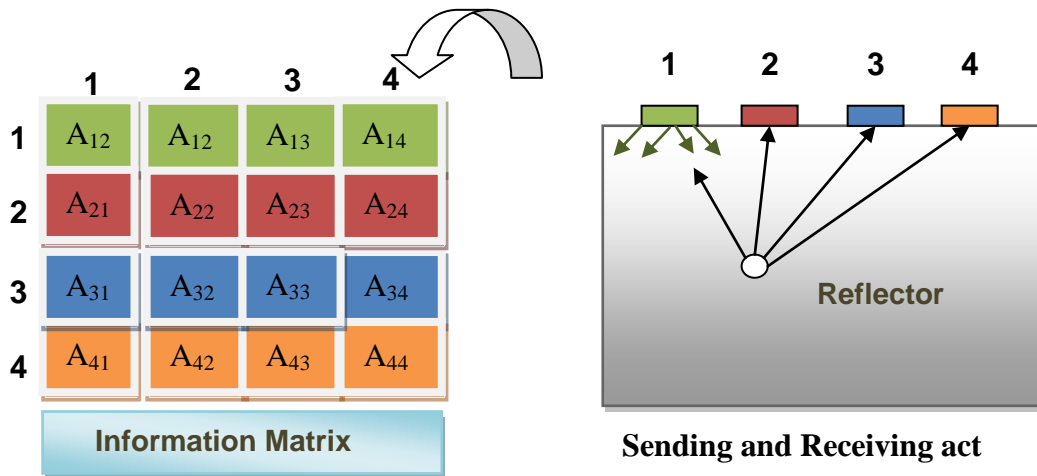 1 2 3 4
1 A12 A12 A13 A14
2 A21 A22 A23 A24
3 A31 A32 A33 A34
4 A41 A42 A43 A44
Information Matrix
1 2 3 4
Reflector
Sending and Receiving act